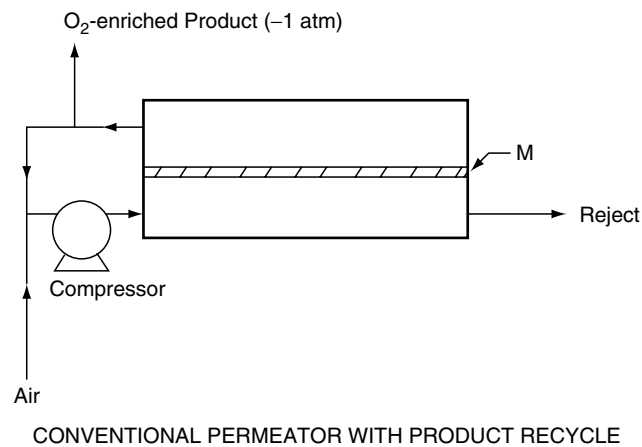 O₂-enriched Product (−1 atm)
M
Reject
Compressor
Air
CONVENTIONAL PERMEATOR WITH PRODUCT RECYCLE